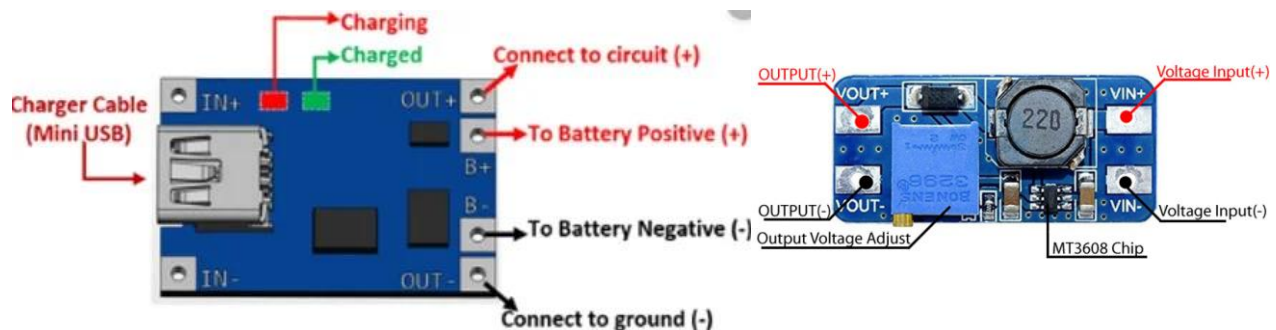 Charging
Charged
Connect to circuit (+)
IN+
OUT+
Charger Cable
(Mini USB)
To Battery Positive (+)
B+
B-
To Battery Negative (-)
IN-
OUT-
Connect to ground (-)
OUTPUT(+)
Voltage Input(+)
VOUT+
VIN+
220
3296
BONENS
VOUT-
VIN-
OUTPUT(-)
Voltage Input(-)
Output Voltage Adjust
MT3608 Chip